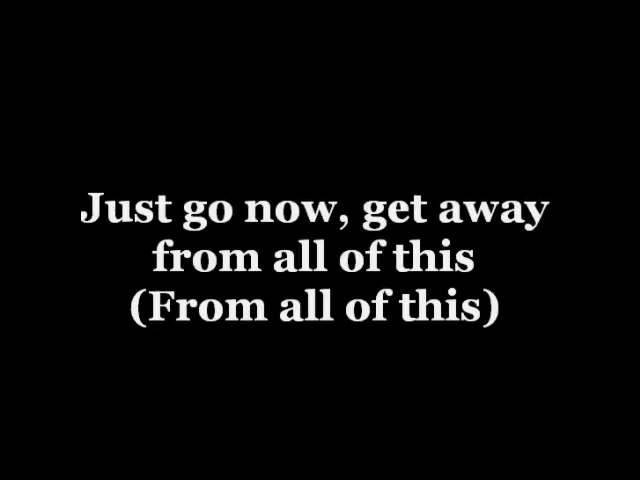 Just go now, get away
from all of this
(From all of this)